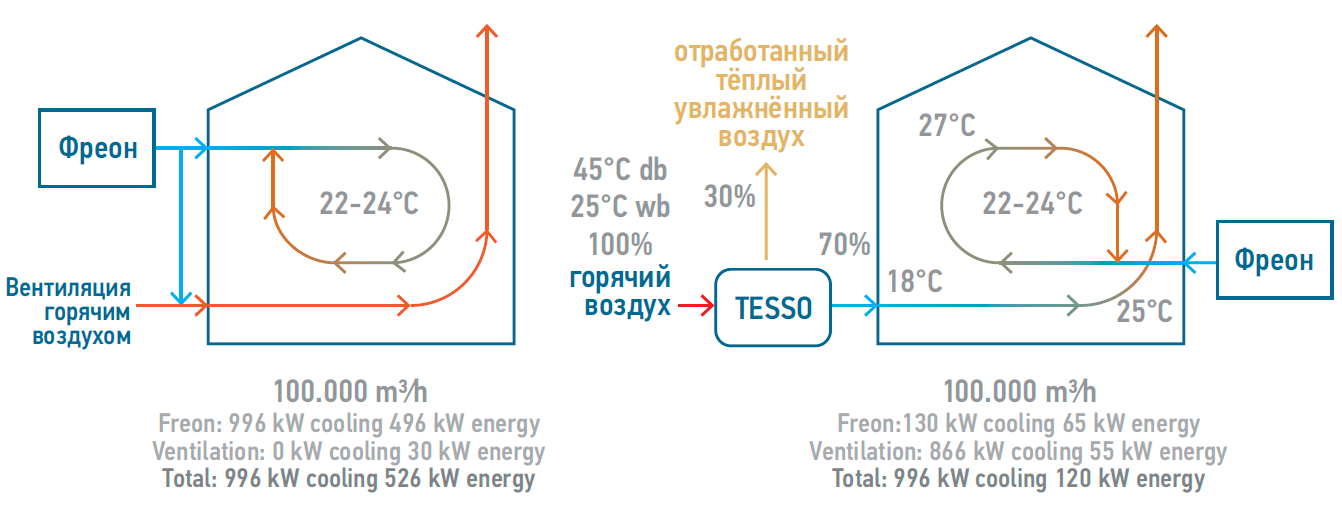 Фреон
22-24°C
Вентиляция
горячим
воздухом
100.000 m³/h
Freon: 996 kW cooling 496 kW energy
Ventilation: 0 kW cooling 30 kW energy
Total: 996 kW cooling 526 kW energy
отработанный
тёплый
увлажнённый
воздух
45°C db
25°C wb
100%
горячий
воздух
30%
TESSO
70%
27°C
22-24°C
18°C
25°C
Фреон
100.000 m³/h
Freon:130 kW cooling 65 kW energy
Ventilation: 866 kW cooling 55 kW energy
Total: 996 kW cooling 120 kW energy